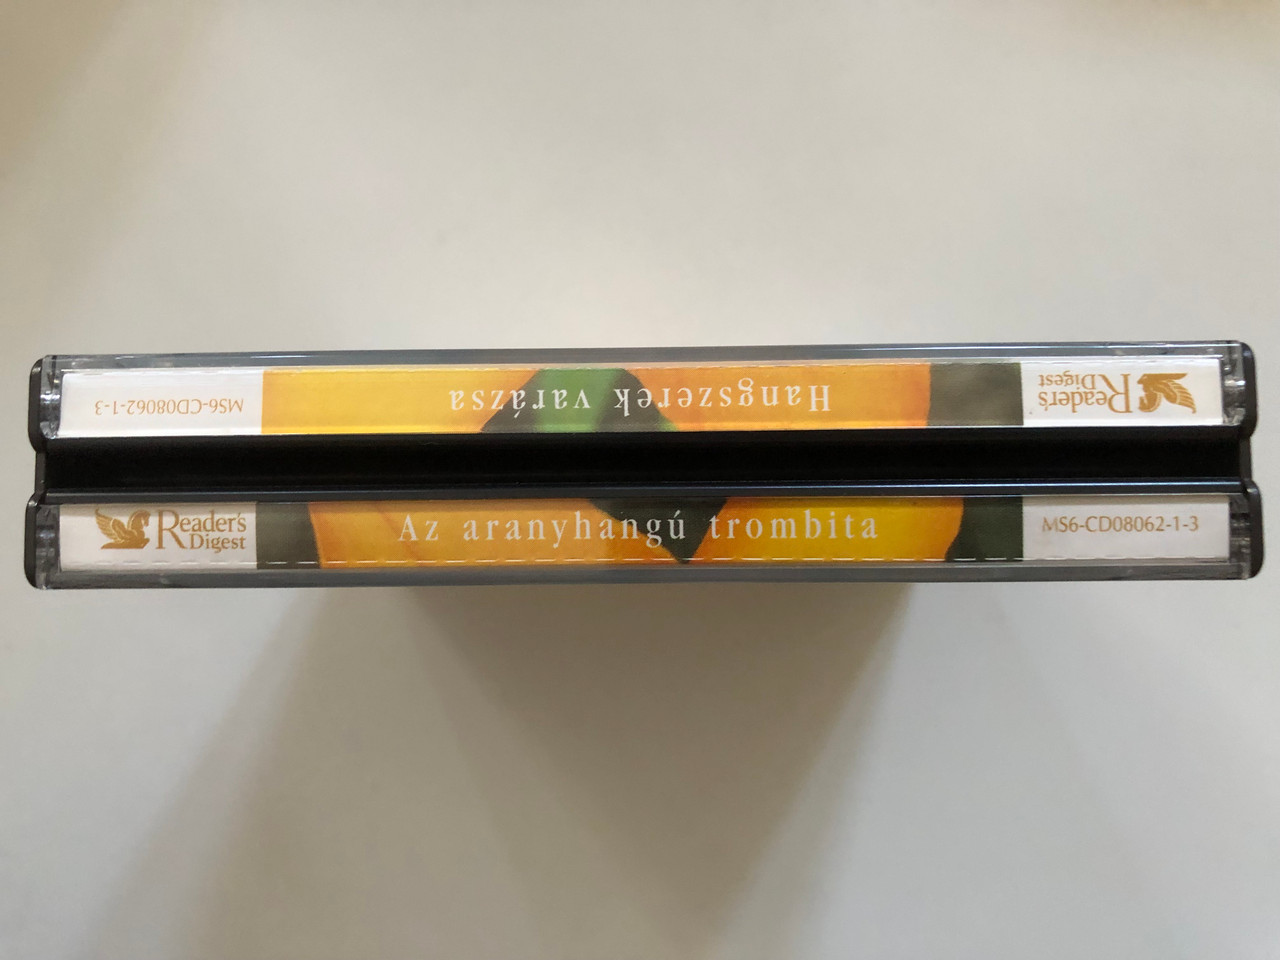 Reader's
Digest
Hangszerek varázsa
MS6-CD08062-1-3
Reader's
Digest
Az aranyhangú trombita
MS6-CD08062-1-3